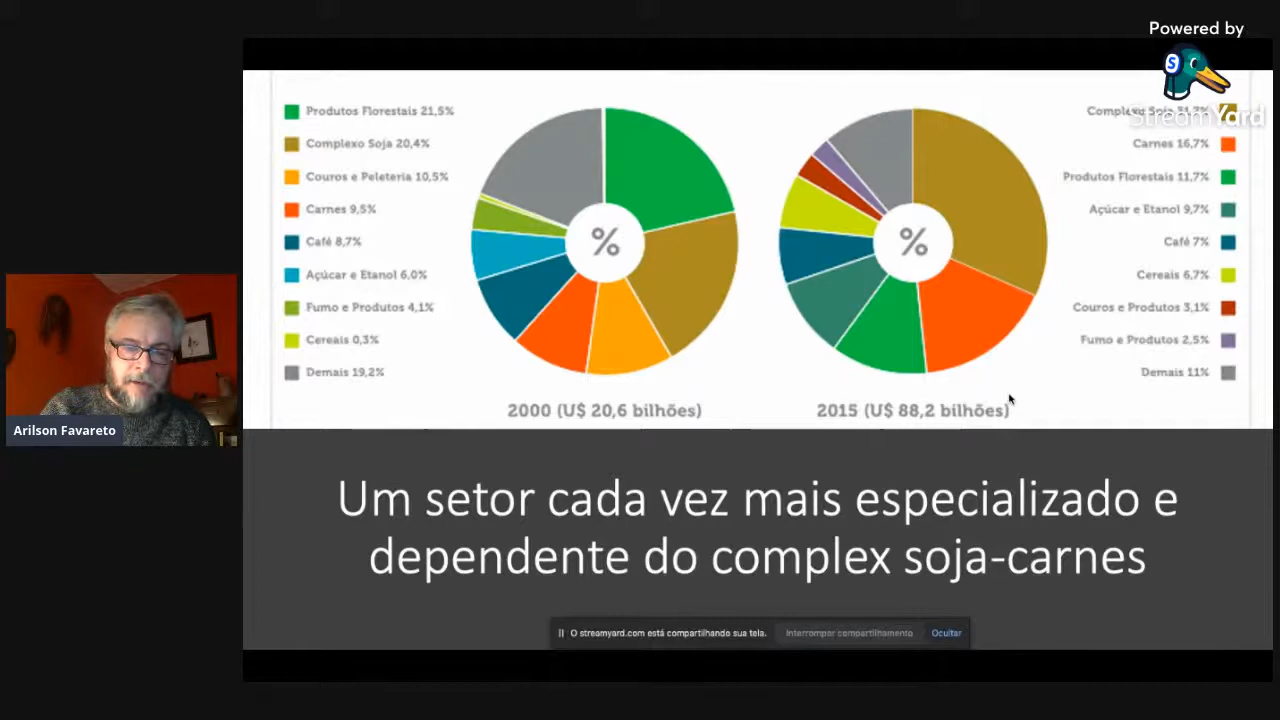 Powered by
StreamYard
Produtos Florestais 21,5%
Complexo Soja 20,4%
Couros e Peleteria 10,5%
Carnes 9,5%
Café 8,7%
Açúcar e Etanol 6,0%
Fumo e Produtos 4,1%
Cereais 0,3%
Demais 19,2%
%
2000 (U$ 20,6 bilhões)
%
2015 (U$ 88,2 bilhões)
Complexo Soja
Carnes 16,7%
Produtos Florestais 11,7%
Açúcar e Etanol 9,7%
Café 7%
Cereais 6,7%
Couros e Produtos 3,1%
Fumo e Produtos 2,5%
Demais 11%
Arilson Favareto
Um setor cada vez mais especializado e
dependente do complex soja-carnes
O streamyard.com está compartilhando sua tela.
Interromper compartilhamento
Ocultar